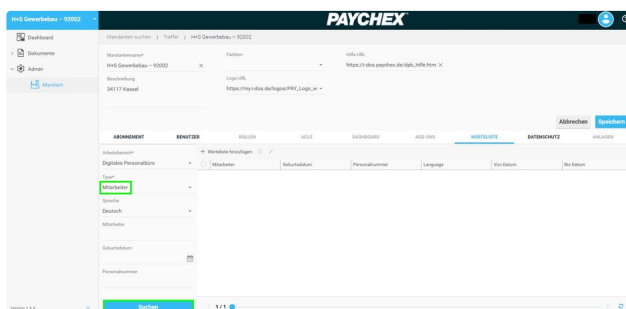 H+S Gewerbebau – 92002
PAYCHEX
Dashboard
Dokumente
Admin
Mandant
Mandanten suchen > Treffer > H+S Gewerbebau – 92002
Mandantenname*
Partition
Hilfe-URL
H+S Gewerbebau – 92002
https://i-dos.paychex.de/dpb_hilfe.htm
Beschreibung
Logo-URL
34117 Kassel
https://my.i-dos.de/logos/PAY_Logo_w
Abbrechen
Speichern
ABONNEMENT
BENUTZER
ROLLEN
ACLS
DASHBOARD
ADD-ONS
WERTELISTE
DATENSCHUTZ
ANLAGEN
Arbeitsbereich*
Digitales Personalbüro
+ Werteliste hinzufügen
Mitarbeiter
Geburtsdatum
Personalnummer
Language
Von Datum
Bis Datum
Type*
Mitarbeiter
Sprache
Deutsch
Mitarbeiter
Geburtsdatum
Personalnummer
Suchen
1/1